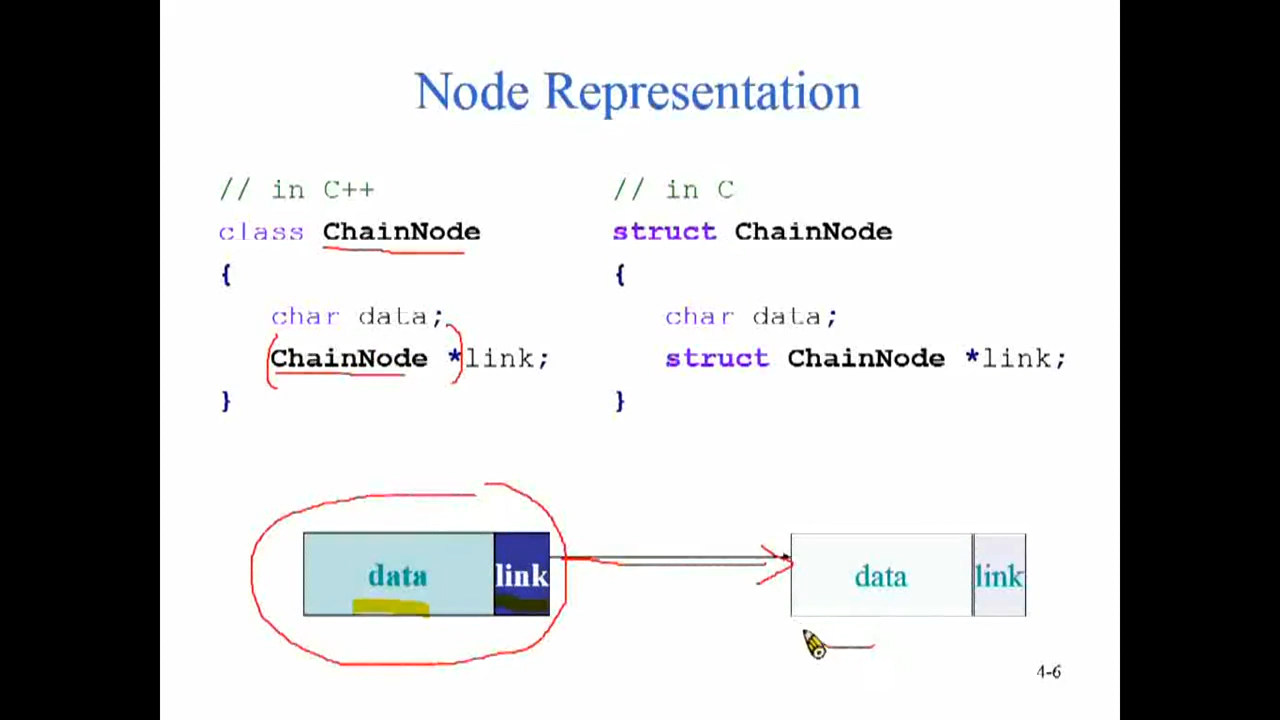 Node Representation
// in C++
class ChainNode
{
char data;
ChainNode *link;
}
// in C
struct ChainNode
{
char data;
struct ChainNode *link;
}
data link
data link
4-6